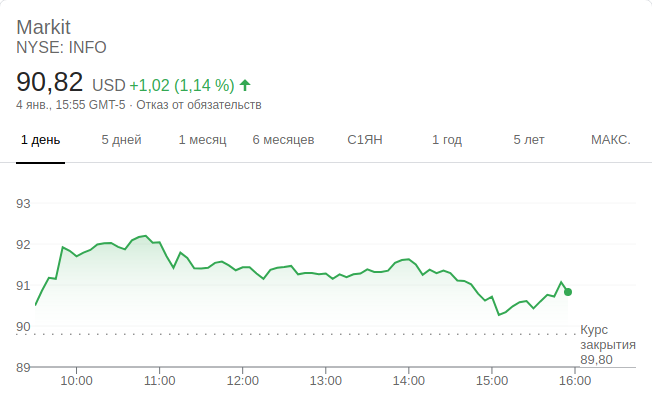 Markit
NYSE: INFO
90,82 USD +1,02 (1,14 %)
4 янв., 15:55 GMT-5 · Отказ от обязательств
1 день 5 дней 1 месяц 6 месяцев С1ЯН 1 год 5 лет МАКС.
93
92
91
90
Курс
закрытия
89,80
89
10:00 11:00 12:00 13:00 14:00 15:00 16:00